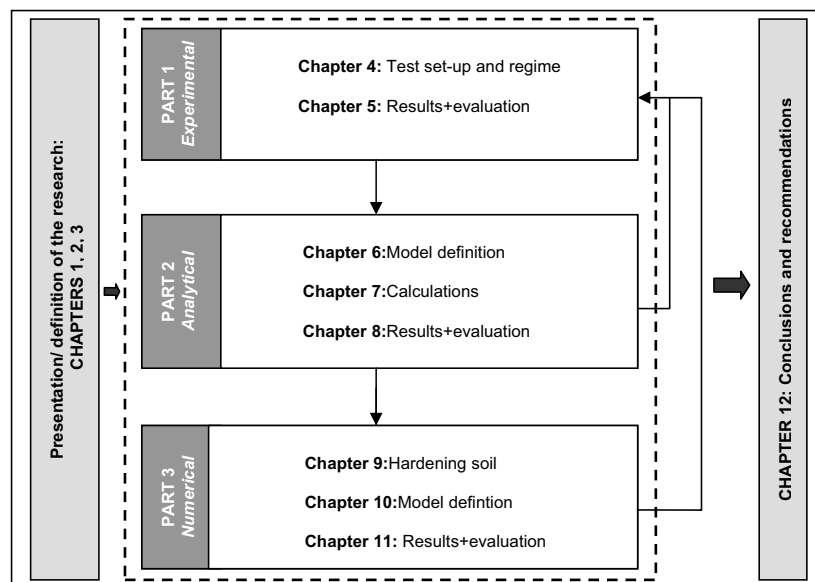 Presentation/ definition of the research:
CHAPTERS 1, 2, 3
PART 1
Experimental
Chapter 4: Test set-up and regime
Chapter 5: Results+evaluation
PART 2
Analytical
Chapter 6:Model definition
Chapter 7:Calculations
Chapter 8:Results+evaluation
PART 3
Numerical
Chapter 9:Hardening soil
Chapter 10:Model defintion
Chapter 11: Results+evaluation
CHAPTER 12: Conclusions and recommendations